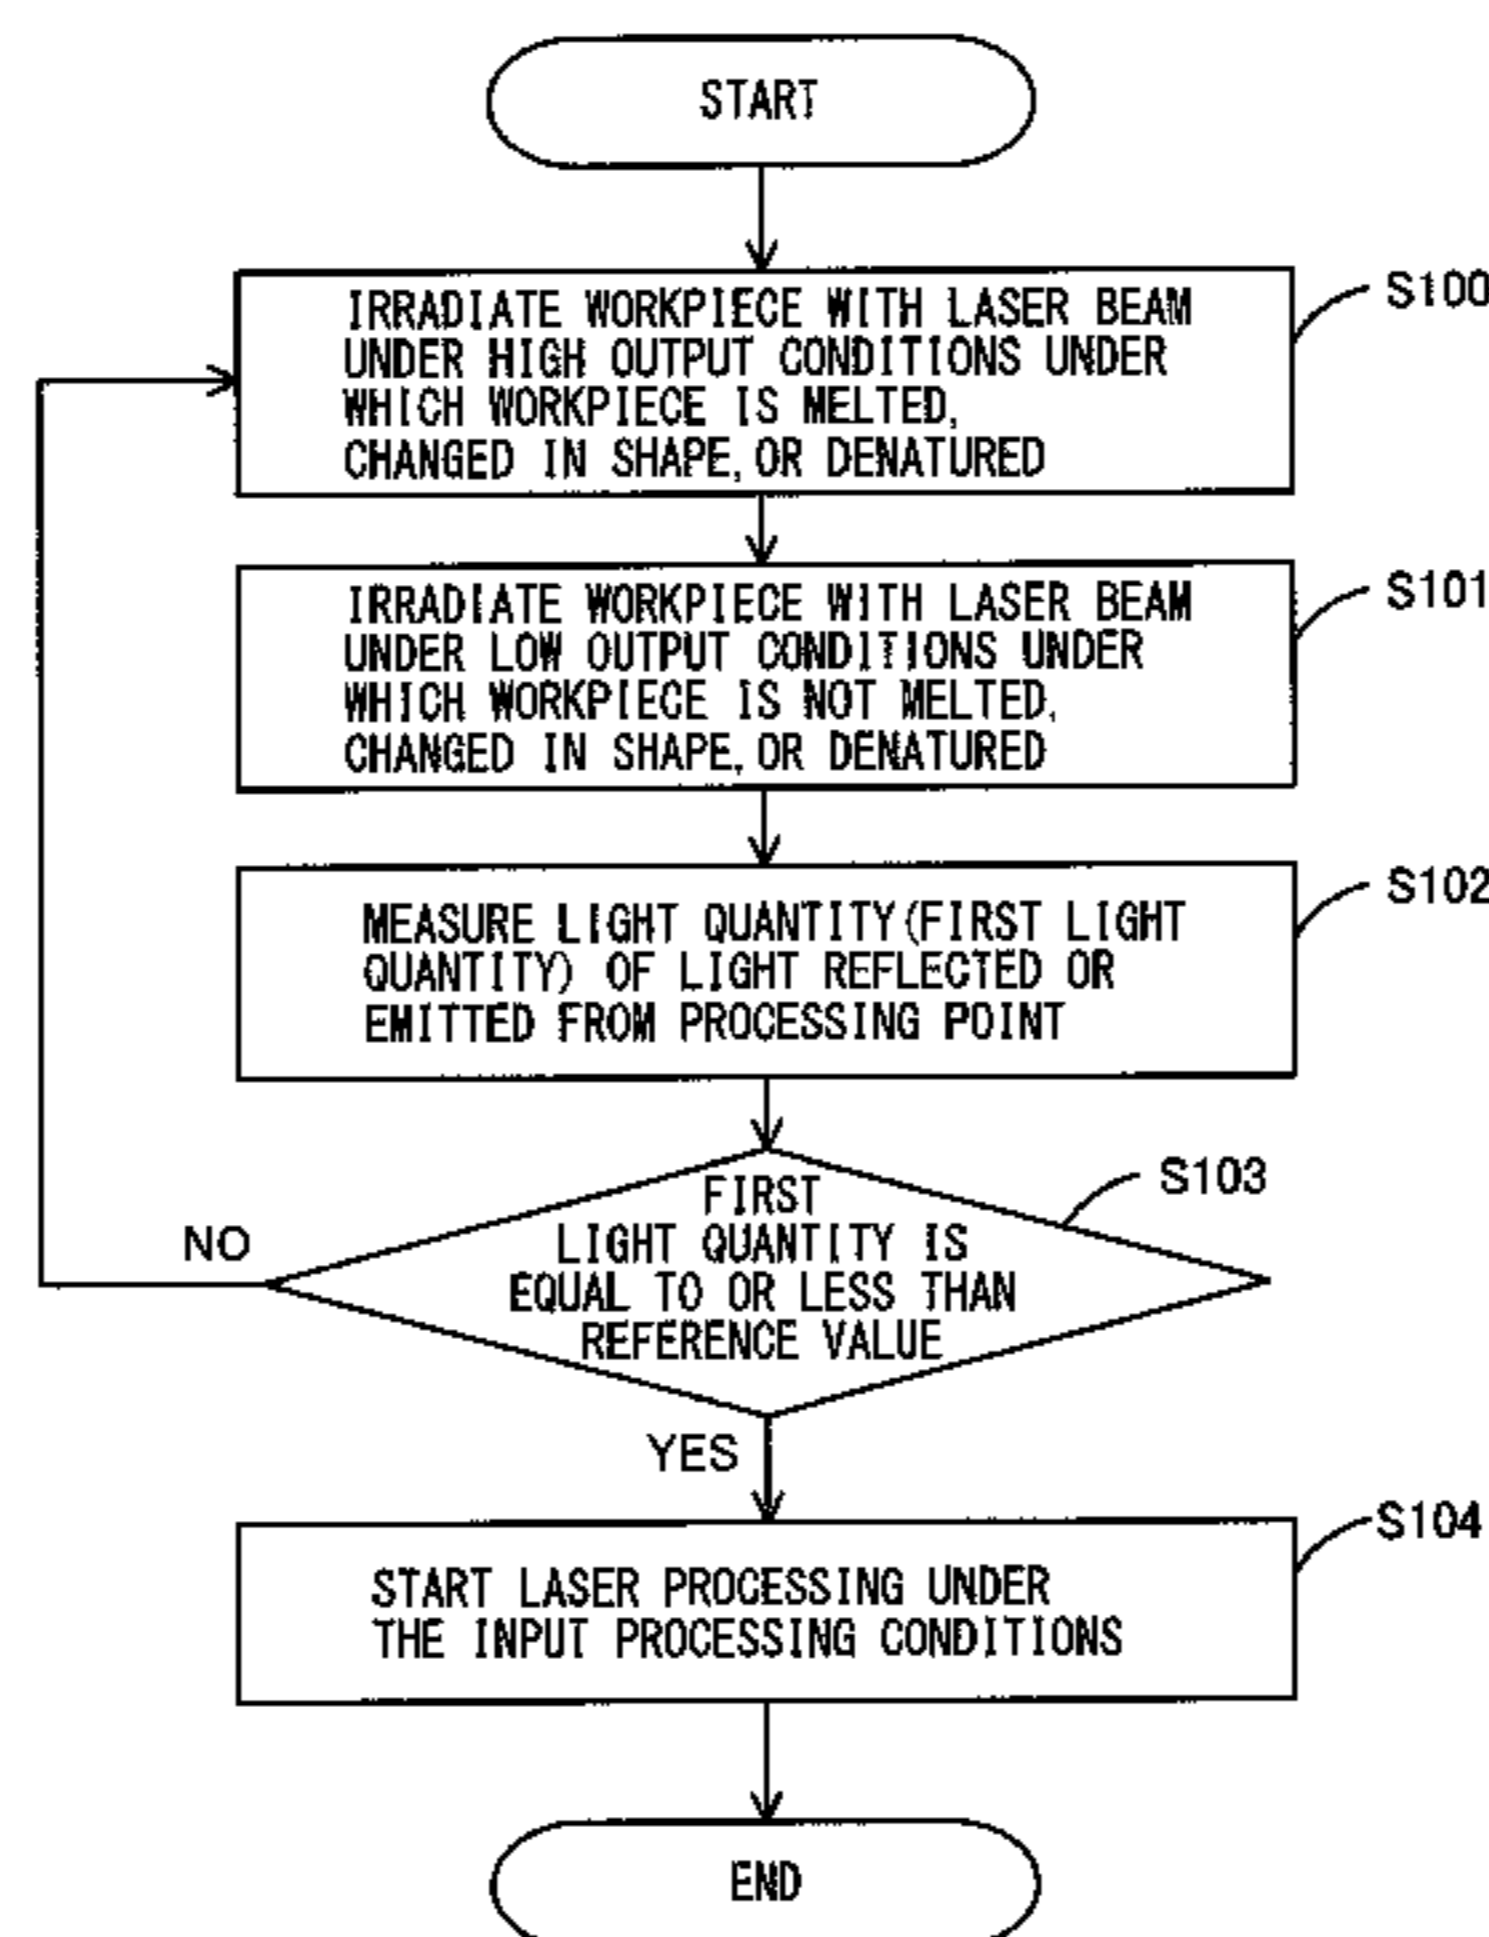 START
IRRADIATE WORKPIECE WITH LASER BEAM
UNDER HIGH OUTPUT CONDITIONS UNDER
WHICH WORKPIECE IS MELTED,
CHANGED IN SHAPE, OR DENATURED
S100
IRRADIATE WORKPIECE WITH LASER BEAM
UNDER LOW OUTPUT CONDITIONS UNDER
WHICH WORKPIECE IS NOT MELTED,
CHANGED IN SHAPE, OR DENATURED
S101
MEASURE LIGHT QUANTITY (FIRST LIGHT
QUANTITY) OF LIGHT REFLECTED OR
EMITTED FROM PROCESSING POINT
S102
FIRST
LIGHT QUANTITY IS
EQUAL TO OR LESS THAN
REFERENCE VALUE
S103
NO
YES
START LASER PROCESSING UNDER
THE INPUT PROCESSING CONDITIONS
S104
END